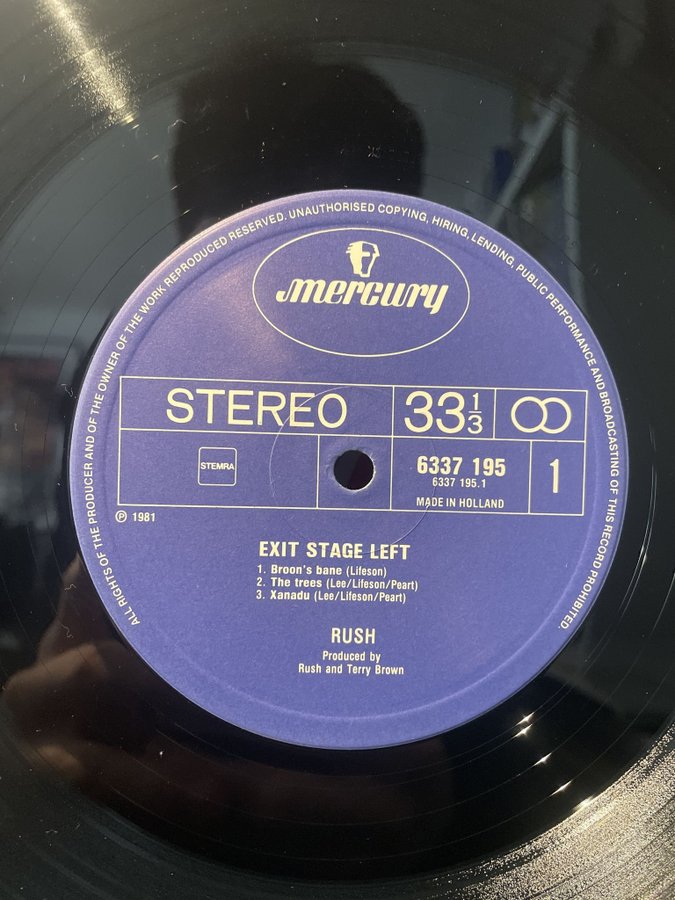 ALL RIGHTS OF THE PRODUCER AND OF THE OWNER OF THE WORK REPRODUCED RESERVED. UNAUTHORISED COPYING, HIRING, LENDING, PUBLIC PERFORMANCE AND BROADCASTING OF THIS RECORD PROHIBITED.
mercury
STEREO
33 1/3
STEMRA
6337 195
6337 195.1
MADE IN HOLLAND
1
℗ 1981
EXIT STAGE LEFT
1. Broon's bane (Lifeson)
2. The trees (Lee/Lifeson/Peart)
3. Xanadu (Lee/Lifeson/Peart)
RUSH
Produced by
Rush and Terry Brown